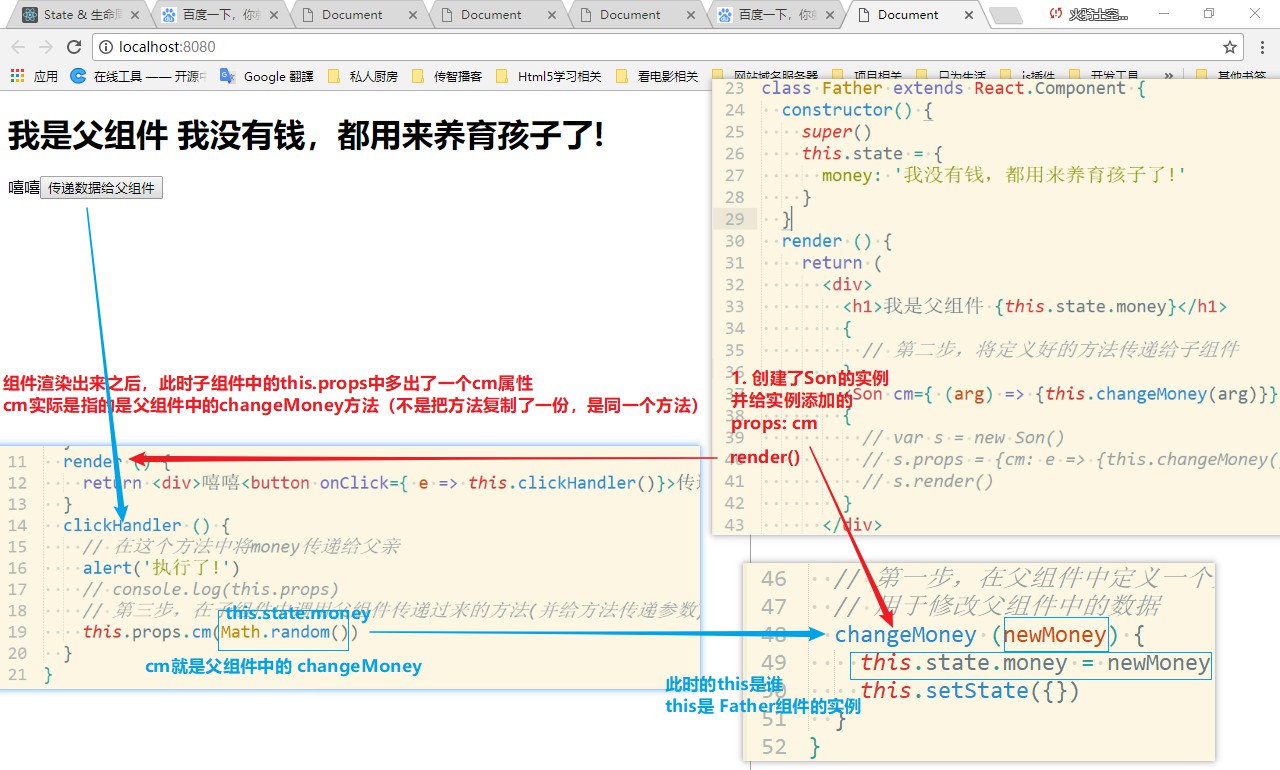 State & 生命周
百度一下，你就
Document
Document
Document
百度一下，你就
Document
火骑士空...
localhost:8080
应用
在线工具 —— 开源中
Google 翻譯
私人厨房
传智播客
Html5学习相关
看电影相关
网站域名服务器
项目相关
只为生活
js插件
开发工具
»
其他书签
我是父组件 我没有钱，都用来养育孩子了!
嘻嘻 传递数据给父组件
23 class Father extends React.Component {
24 constructor() {
25 super()
26 this.state = {
27 money: '我没有钱，都用来养育孩子了!'
28 }
29 }
30 render () {
31 return (
32 <div>
33 <h1>我是父组件 {this.state.money}</h1>
34 {
35 // 第二步，将定义好的方法传递给子组件
}
Son cm={ (arg) => {this.changeMoney(arg)}}
38 {
39 // var s = new Son()
// s.props = {cm: e => {this.changeMoney(
41 // s.render()
42 }
43 </div>
1. 创建了Son的实例
并给实例添加的
props: cm
render()
组件渲染出来之后，此时子组件中的this.props中多出了一个cm属性
cm实际是指的是父组件中的changeMoney方法（不是把方法复制了一份，是同一个方法）
11 render () {
12 return <div>嘻嘻<button onClick={ e => this.clickHandler()}>传
13 }
14 clickHandler () {
15 // 在这个方法中将money传递给父亲
16 alert('执行了!')
17 // console.log(this.props)
18 // 第三步，在子组件中调用父组件传递过来的方法(并给方法传递参数)
this.state.money
19 this.props.cm(Math.random())
20 }
21 }
cm就是父组件中的 changeMoney
46 // 第一步，在父组件中定义一个
47 // 用于修改父组件中的数据
48 changeMoney (newMoney) {
49 this.state.money = newMoney
50 this.setState({})
51 }
52 }
此时的this是谁
this是 Father组件的实例